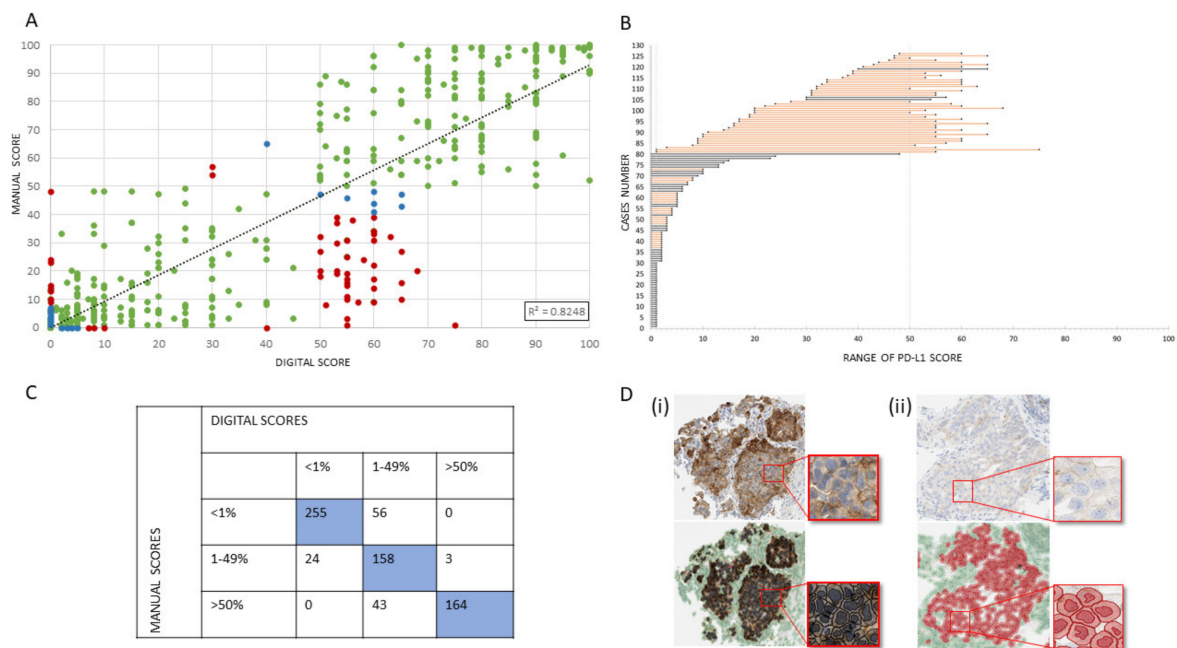 A
MANUAL SCORE
100
90
80
70
60
50
40
30
20
10
0
0 10 20 30 40 50 60 70 80 90 100
DIGITAL SCORE
R² = 0.8248
B
CASES NUMBER
130
125
120
115
110
105
100
95
90
85
80
75
70
65
60
55
50
45
40
35
30
25
20
15
10
5
0
0 10 20 30 40 50 60 70 80 90 100
RANGE OF PD-L1 SCORE
C
MANUAL SCORES
DIGITAL SCORES
<1% 1-49% >50%
<1% 255 56 0
1-49% 24 158 3
>50% 0 43 164
D
(i) (ii)